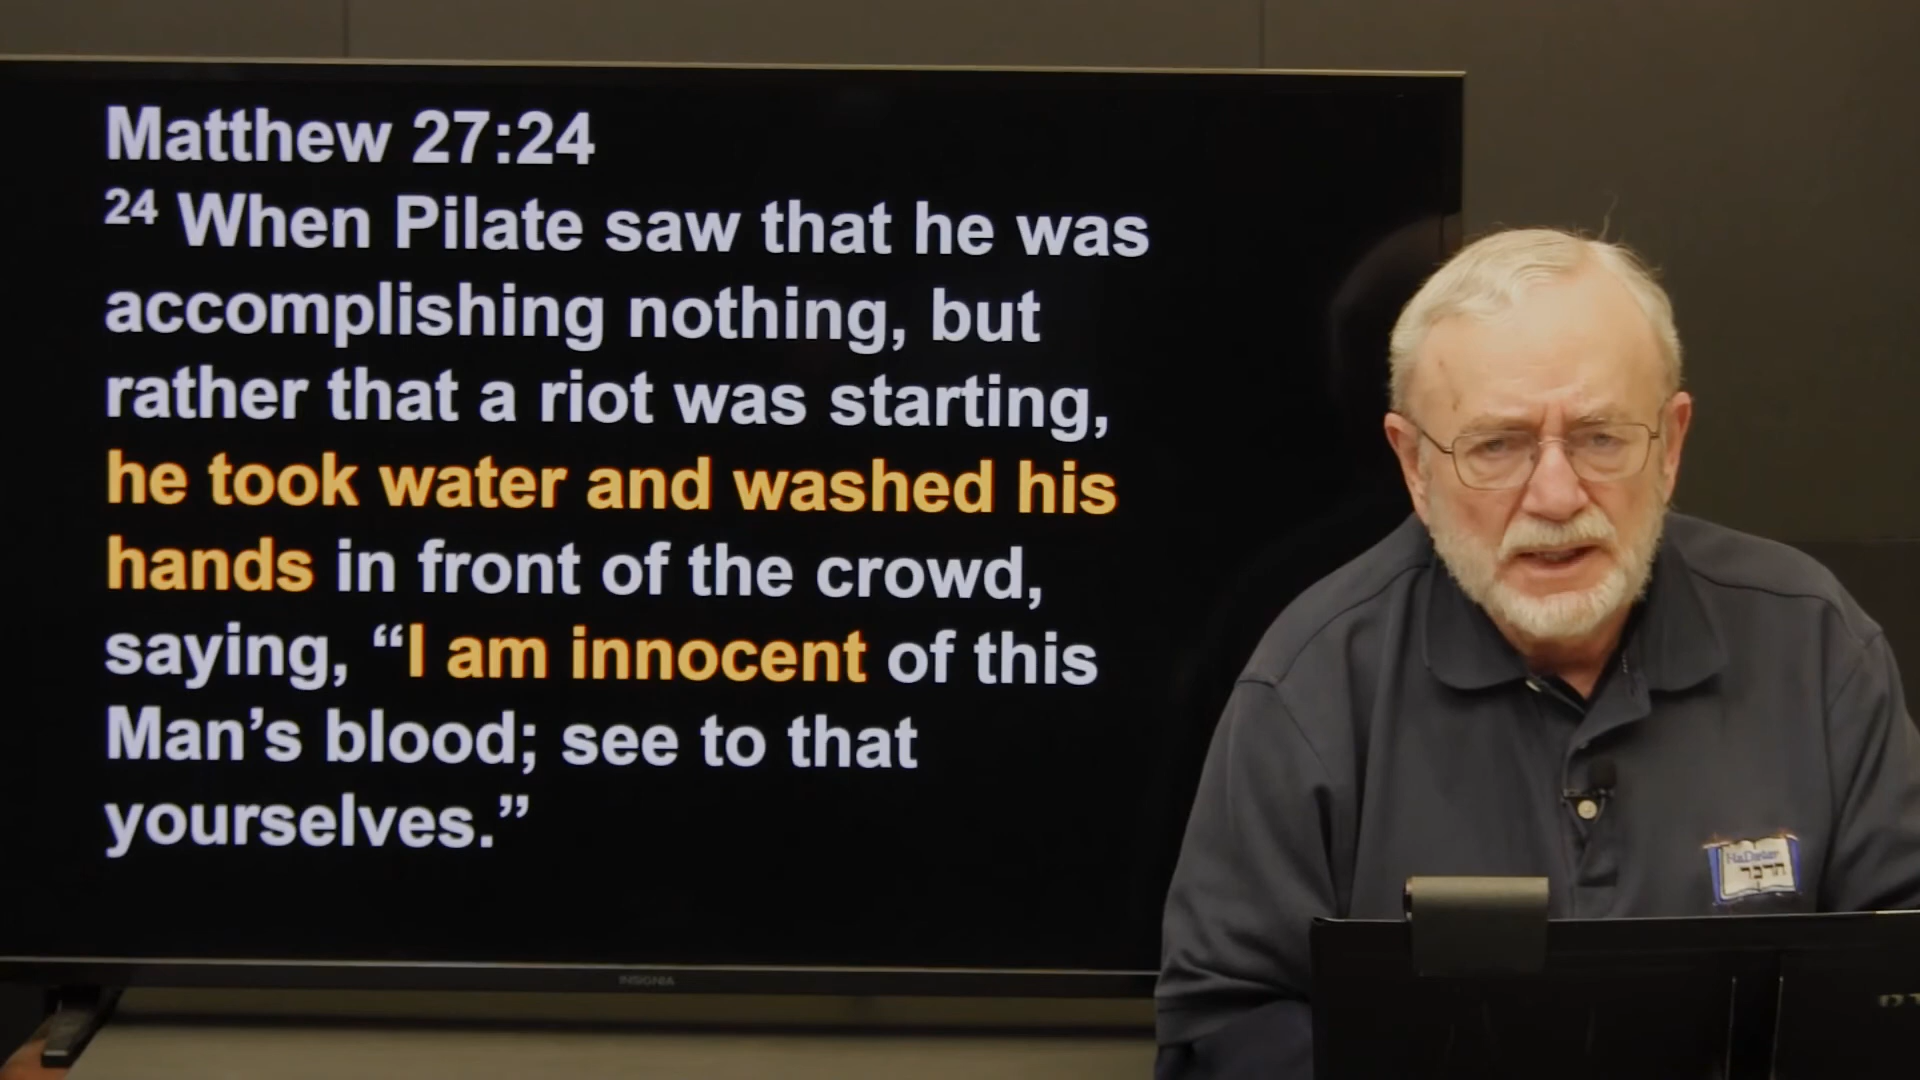 Matthew 27:24
24 When Pilate saw that he was
accomplishing nothing, but
rather that a riot was starting,
he took water and washed his
hands in front of the crowd,
saying, “I am innocent of this
Man’s blood; see to that
yourselves.”
INSIGNIA
HaDavar
הדבר